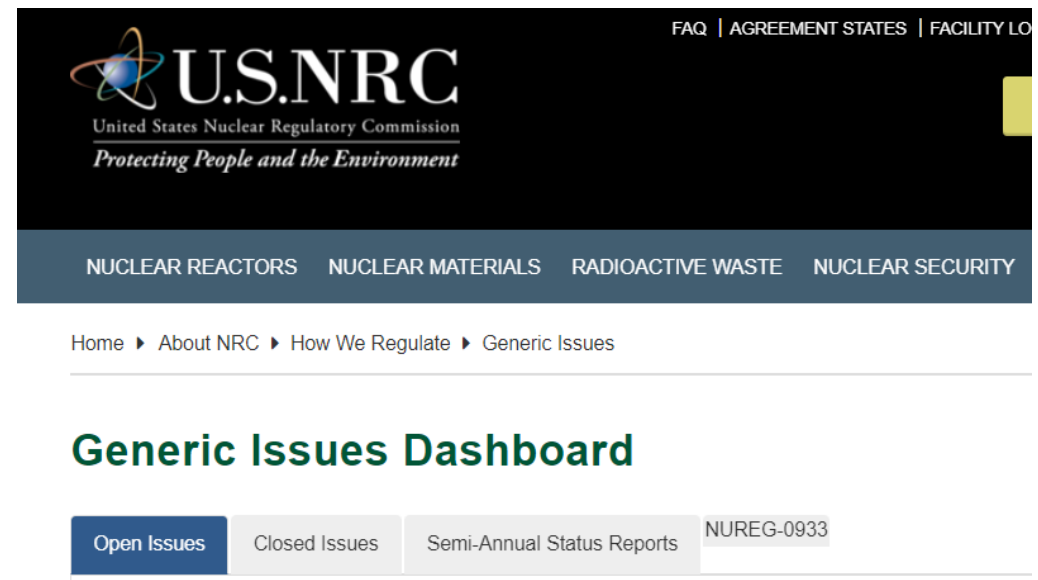 FAQ | AGREEMENT STATES | FACILITY LO
U.S.NRC
United States Nuclear Regulatory Commission
Protecting People and the Environment
NUCLEAR REACTORS NUCLEAR MATERIALS RADIOACTIVE WASTE NUCLEAR SECURITY
Home About NRC How We Regulate Generic Issues
Generic Issues Dashboard
Open Issues Closed Issues Semi-Annual Status Reports NUREG-0933